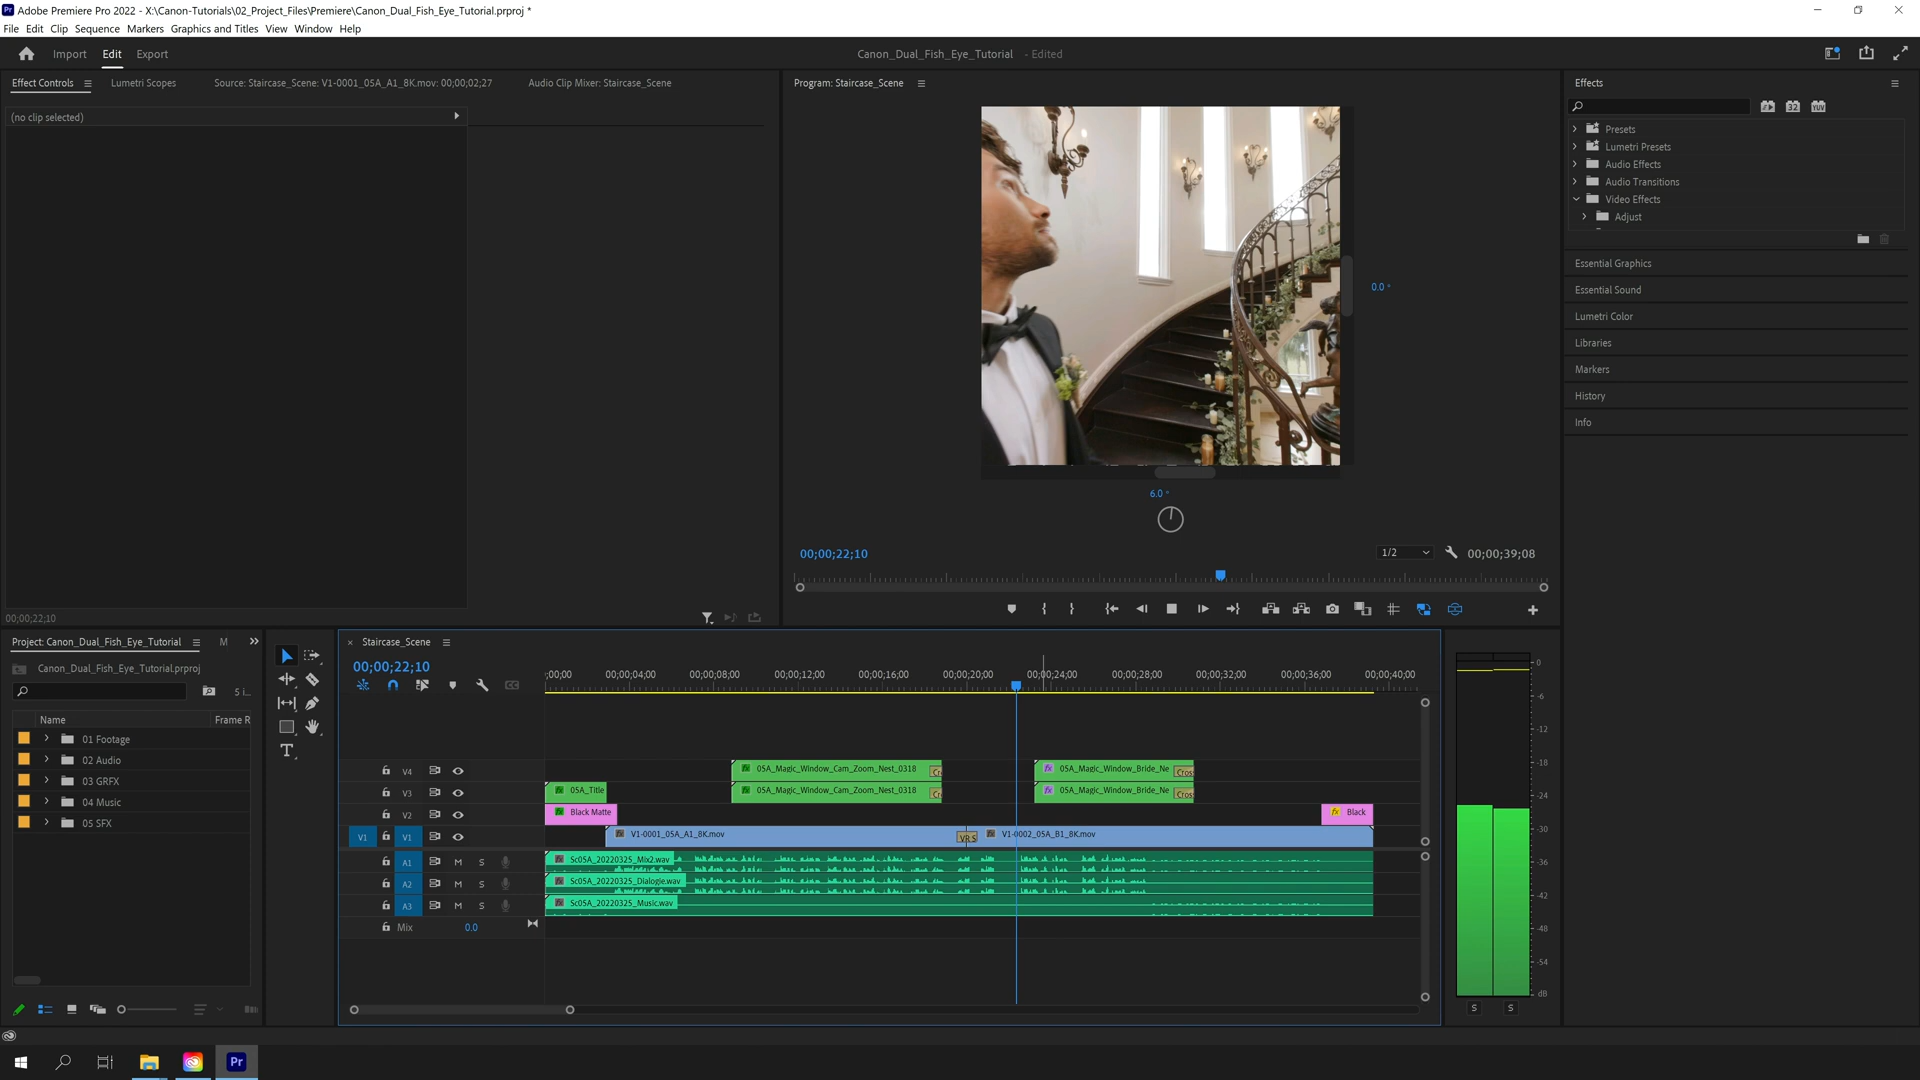 Adobe Premiere Pro 2022 - X:\Canon-Tutorials\02_Project_Files\Premiere\Canon_Dual_Fish_Eye_Tutorial.prproj *
File Edit Clip Sequence Markers Graphics and Titles View Window Help
Import Edit Export
Canon_Dual_Fish_Eye_Tutorial - Edited
Effect Controls
Lumetri Scopes
Source: Staircase_Scene: V1-0001_05A_A1_8K.mov: 00;00;02;27
Audio Clip Mixer: Staircase_Scene
(no clip selected)
00;00;22;10
Program: Staircase_Scene
0.0 °
6.0 °
00;00;22;10
1/2
00;00;39;08
Effects
32
YUV
Presets
Lumetri Presets
Audio Effects
Audio Transitions
Video Effects
Adjust
Essential Graphics
Essential Sound
Lumetri Color
Libraries
Markers
History
Info
Project: Canon_Dual_Fish_Eye_Tutorial
M
Canon_Dual_Fish_Eye_Tutorial.prproj
5 i...
Name
Frame R
01 Footage
02 Audio
03 GRFX
04 Music
05 SFX
Staircase_Scene
00;00;22;10
;00;00
00;00;04;00
00;00;08;00
00;00;12;00
00;00;16;00
00;00;20;00
00;00;24;00
00;00;28;00
00;00;32;00
00;00;36;00
00;00;40;00
V4
05A_Magic_Window_Cam_Zoom_Nest_0318
Cr
05A_Magic_Window_Bride_Ne
Cros
V3
05A_Title
05A_Magic_Window_Cam_Zoom_Nest_0318
Cr
05A_Magic_Window_Bride_Ne
Cros
V2
Black Matte
Black
V1
V1
V1-0001_05A_A1_8K.mov
VR S
V1-0002_05A_B1_8K.mov
A1 M S
Sc05A_20220325_Mix2.wav
A2 M S
Sc05A_20220325_Dialogie.wav
A3 M S
Sc05A_20220325_Music.wav
Mix
0.0
0
-6
-12
-18
-24
-30
-36
-42
-48
-54
dB
S
S
Pr